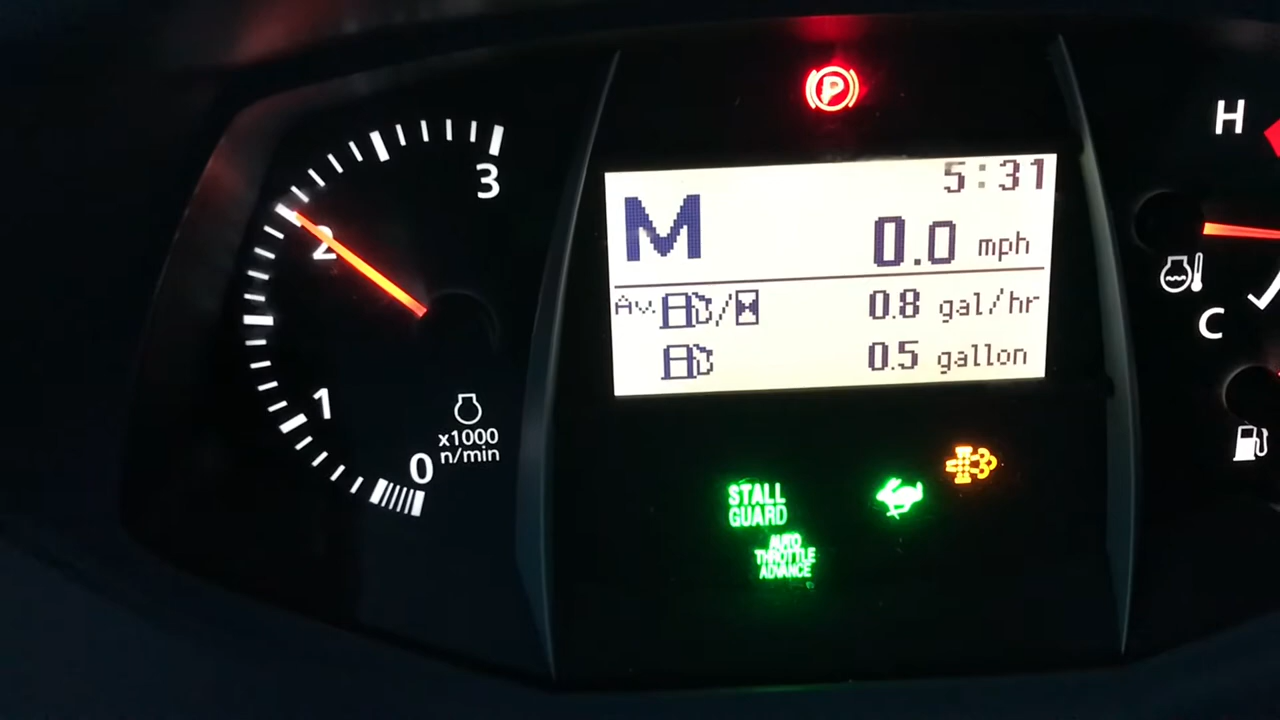 P
H
5:31
3
M 0.0 mph
2
Av. / 0.8 gal/hr
C
0.5 gallon
1
x1000
0 n/min
STALL
GUARD
AUTO
THROTTLE
ADVANCE